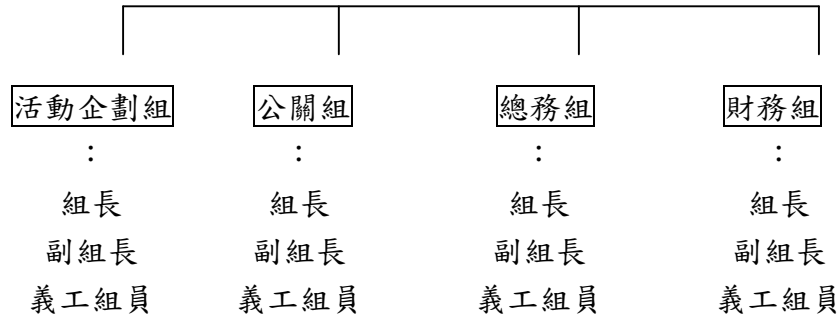 活動企劃組 公關組 總務組 財務組
： ： ： ：
組長 組長 組長 組長
副組長 副組長 副組長 副組長
義工組員 義工組員 義工組員 義工組員